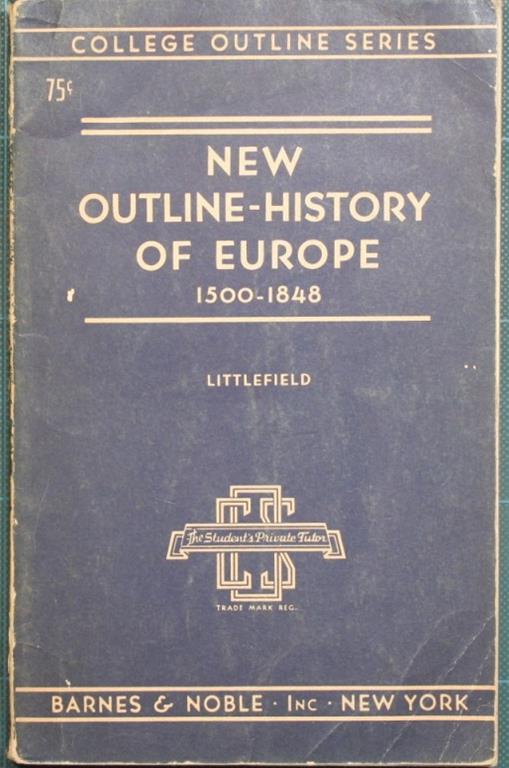 COLLEGE OUTLINE SERIES
75¢
NEW
OUTLINE-HISTORY
OF EUROPE
1500-1848
LITTLEFIELD
COS
The Student's Private Tutor
TRADE MARK REG.
BARNES & NOBLE · INC · NEW YORK